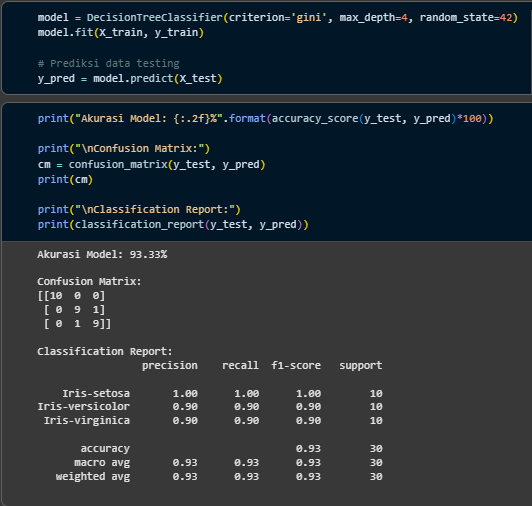 model = DecisionTreeClassifier(criterion='gini', max_depth=4, random_state=42)
model.fit(X_train, y_train)
# Prediksi data testing
y_pred = model.predict(X_test)
print("Akurasi Model: {:.2f}%".format(accuracy_score(y_test, y_pred)*100))
print("\nConfusion Matrix:")
cm = confusion_matrix(y_test, y_pred)
print(cm)
print("\nClassification Report:")
print(classification_report(y_test, y_pred))
Akurasi Model: 93.33%
Confusion Matrix:
[[10  0  0]
 [ 0  9  1]
 [ 0  1  9]]
Classification Report:
                 precision    recall  f1-score   support
    Iris-setosa       1.00      1.00      1.00        10
Iris-versicolor       0.90      0.90      0.90        10
 Iris-virginica       0.90      0.90      0.90        10
       accuracy                           0.93        30
      macro avg       0.93      0.93      0.93        30
   weighted avg       0.93      0.93      0.93        30